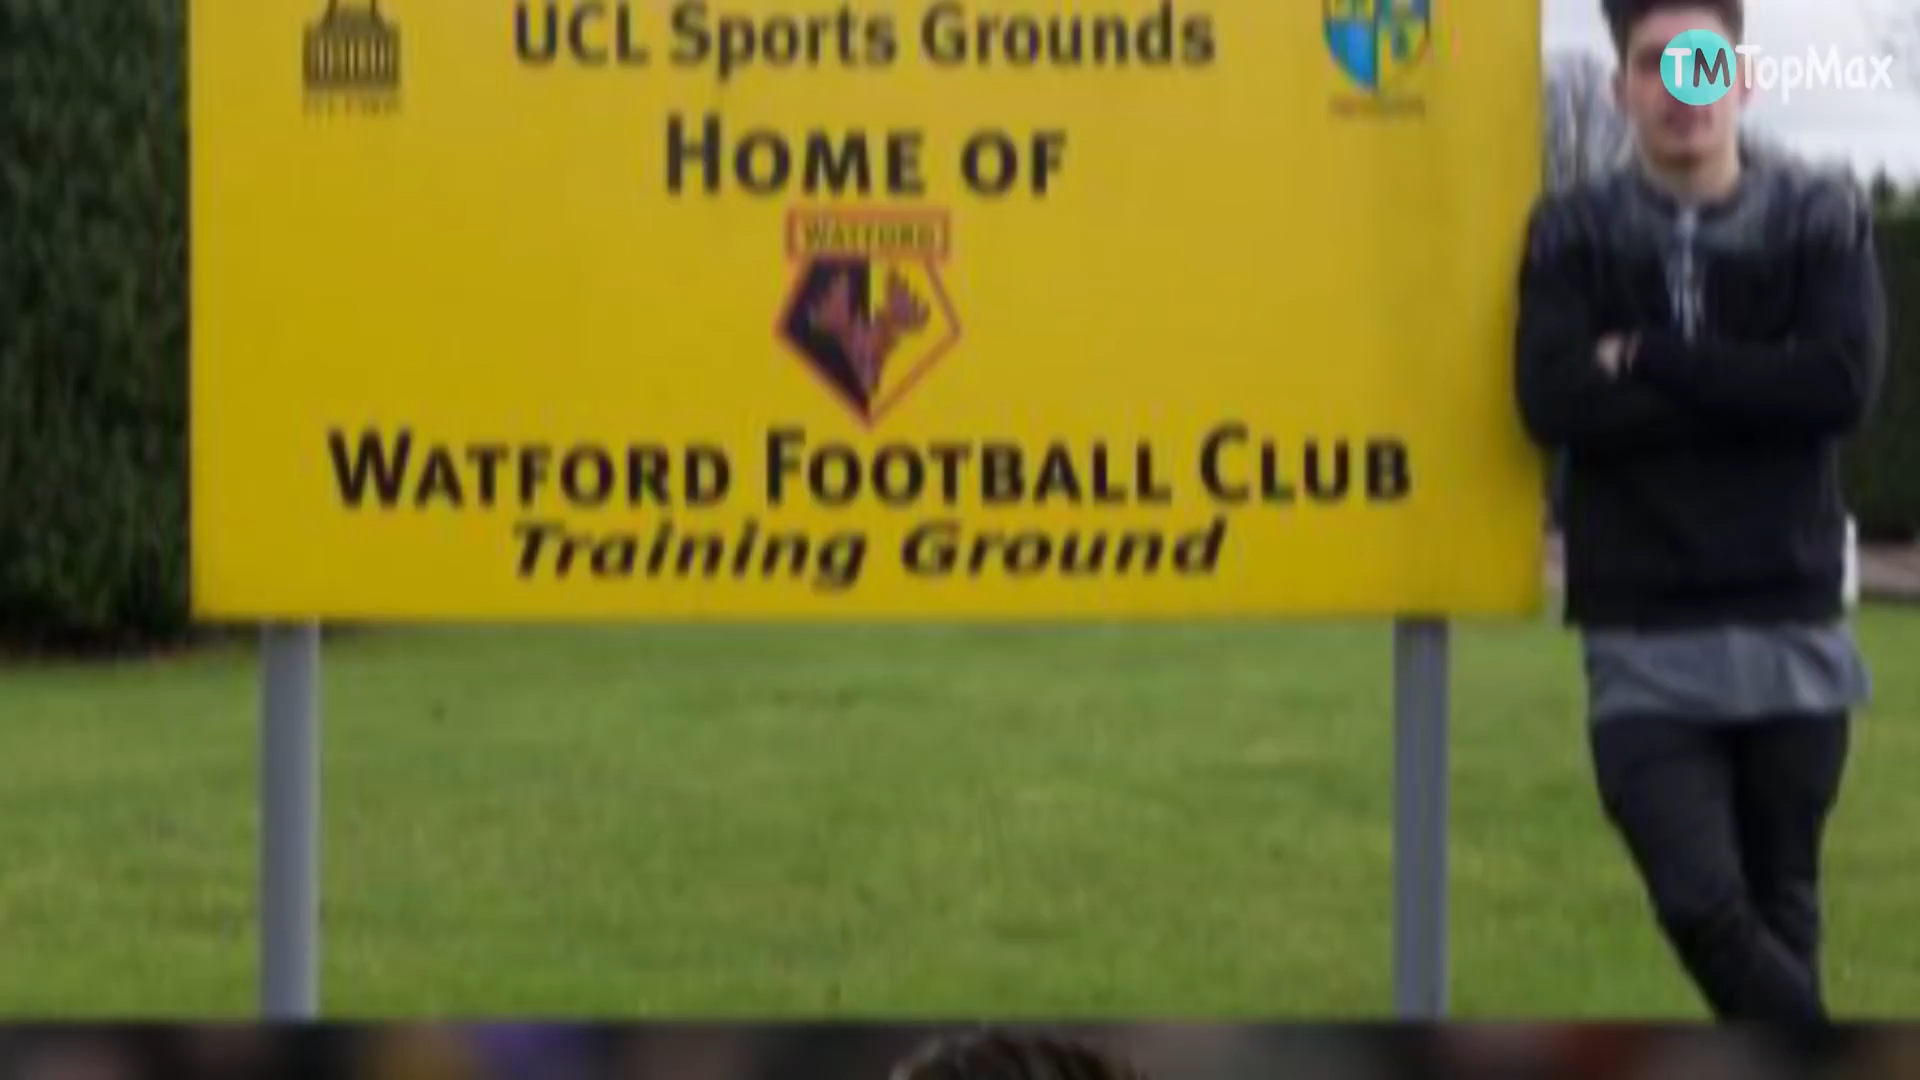 UCL Sports Grounds
TM TopMax
HOME OF
WATFORD
WATFORD FOOTBALL CLUB
Training Ground